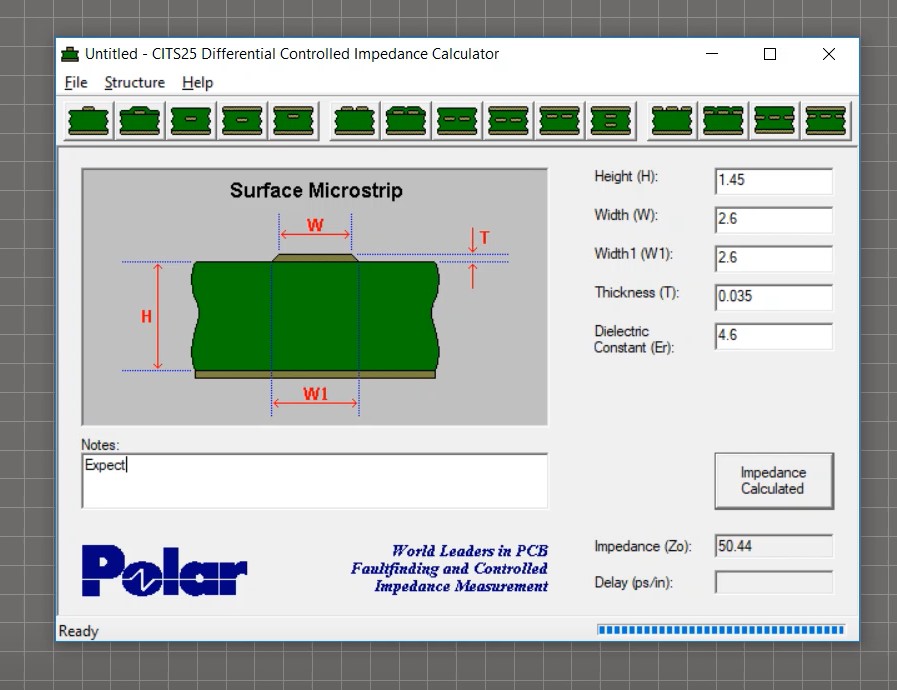 Untitled - CITS25 Differential Controlled Impedance Calculator
File Structure Help
Surface Microstrip
W
T
H
W1
Height (H):
1.45
Width (W):
2.6
Width1 (W1):
2.6
Thickness (T):
0.035
Dielectric
Constant (Er):
4.6
Notes:
Expect
Impedance
Calculated
Polar
World Leaders in PCB
Faultfinding and Controlled
Impedance Measurement
Impedance (Zo):
50.44
Delay (ps/in):
Ready